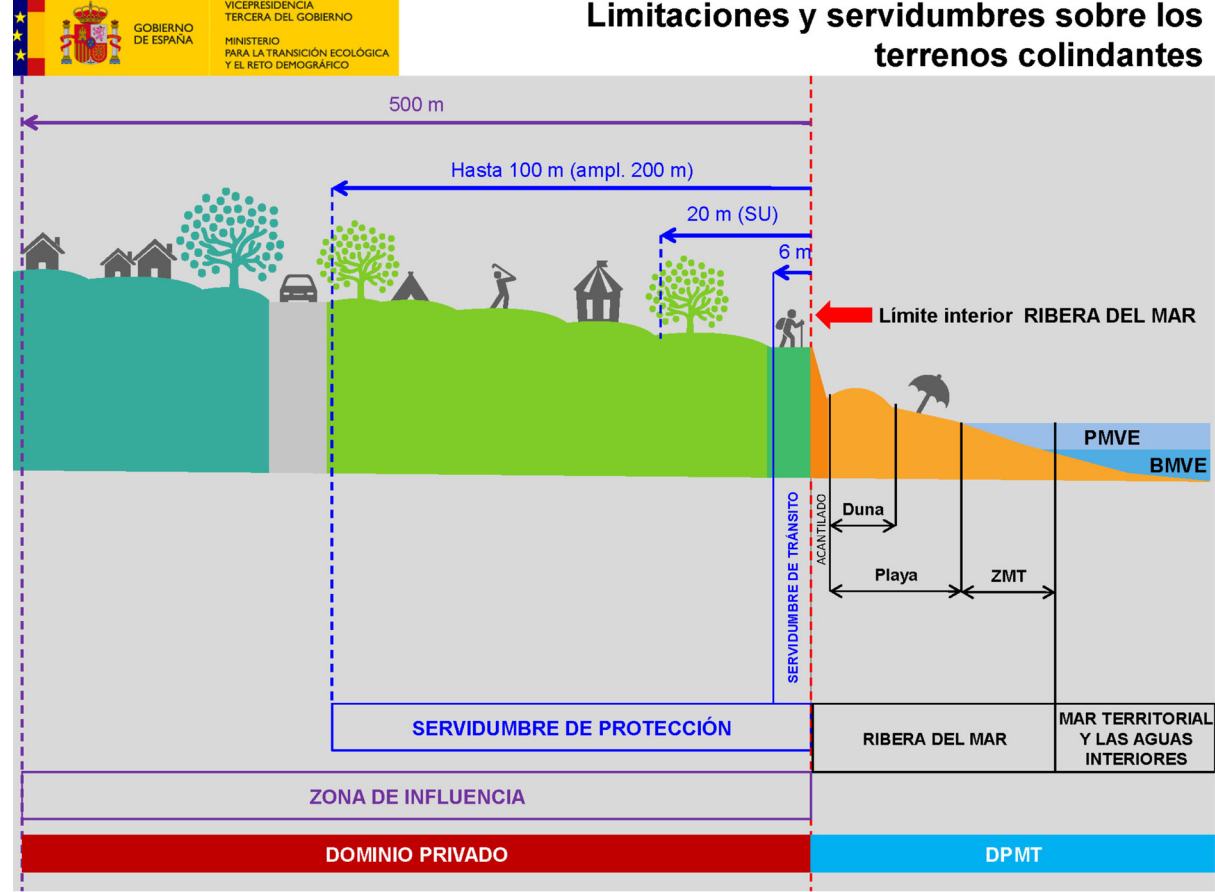 VICEPRESIDENCIA
TERCERA DEL GOBIERNO
GOBIERNO
DE ESPAÑA
MINISTERIO
PARA LA TRANSICIÓN ECOLÓGICA
Y EL RETO DEMOGRÁFICO
Limitaciones y servidumbres sobre los
terrenos colindantes
500 m
Hasta 100 m (ampl. 200 m)
20 m (SU)
6 m
Límite interior RIBERA DEL MAR
PMVE
BMVE
SERVIDUMBRE DE TRÁNSITO
ACANTILADO
Duna
Playa
ZMT
SERVIDUMBRE DE PROTECCIÓN
RIBERA DEL MAR
MAR TERRITORIAL
Y LAS AGUAS
INTERIORES
ZONA DE INFLUENCIA
DOMINIO PRIVADO
DPMT